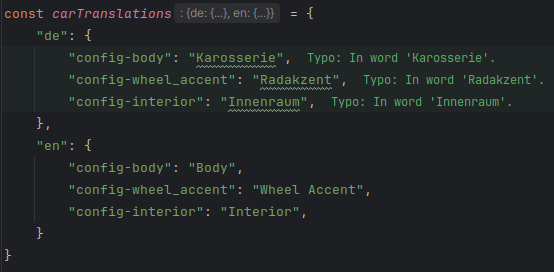 const carTranslations : {de: {...}, en: {...}} = {
"de": {
"config-body": "Karosserie", Typo: In word 'Karosserie'.
"config-wheel_accent": "Radakzent", Typo: In word 'Radakzent'.
"config-interior": "Innenraum", Typo: In word 'Innenraum'.
},
"en": {
"config-body": "Body",
"config-wheel_accent": "Wheel Accent",
"config-interior": "Interior",
}
}